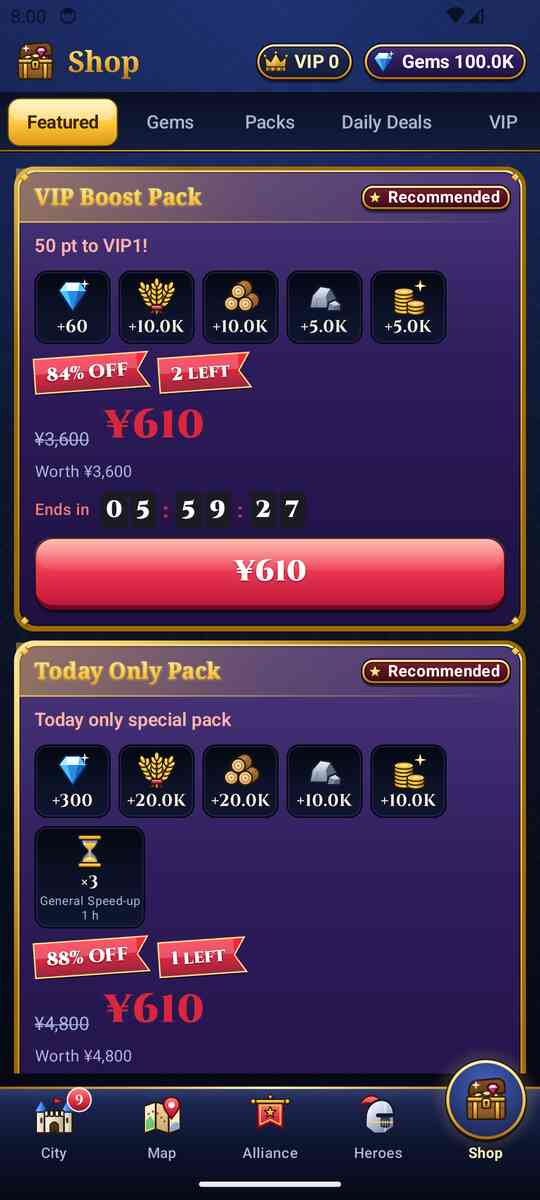 8:00
Shop
VIP 0
Gems 100.0K
Featured
Gems
Packs
Daily Deals
VIP
VIP Boost Pack
Recommended
50 pt to VIP1!
+60
+10.0K
+10.0K
+5.0K
+5.0K
84% OFF
2 LEFT
¥3,600
¥610
Worth ¥3,600
Ends in 05:59:27
¥610
Today Only Pack
Recommended
Today only special pack
+300
+20.0K
+20.0K
+10.0K
+10.0K
×3
General Speed-up
1 h
88% OFF
1 LEFT
¥4,800
¥610
Worth ¥4,800
9
City
Map
Alliance
Heroes
Shop